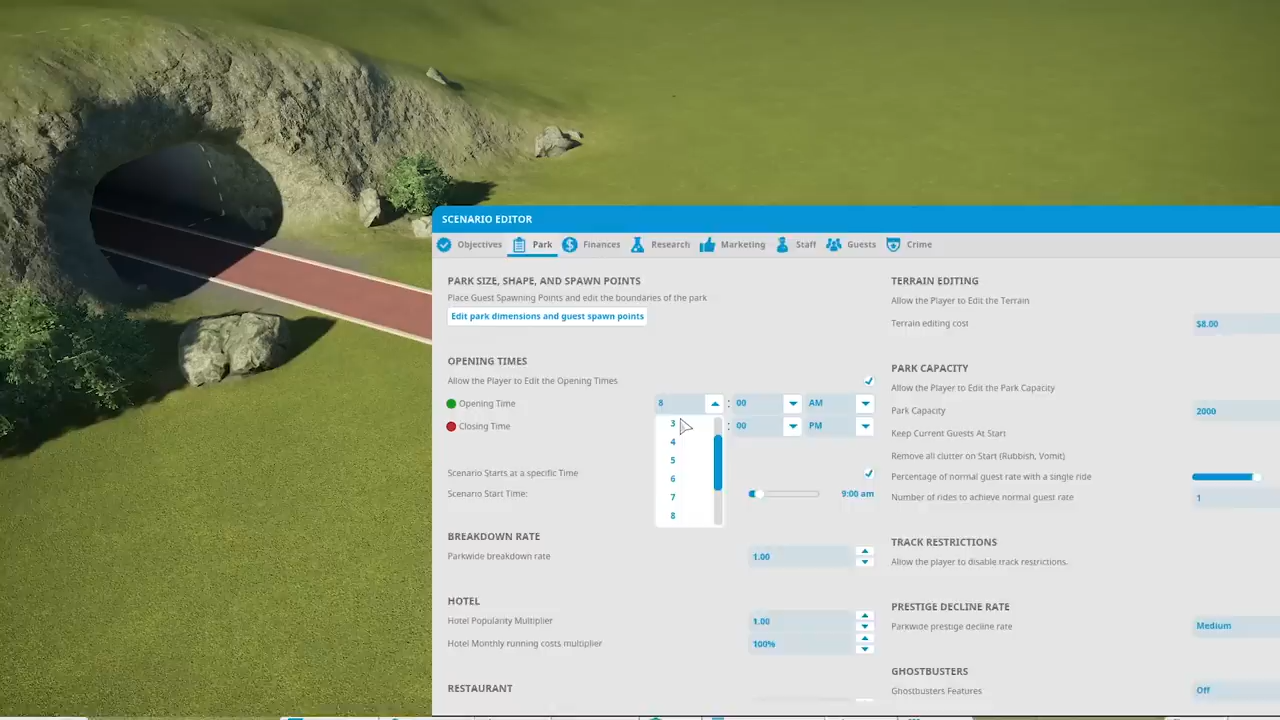 SCENARIO EDITOR
Objectives Park Finances Research Marketing Staff Guests Crime
PARK SIZE, SHAPE, AND SPAWN POINTS
Place Guest Spawning Points and edit the boundaries of the park
Edit park dimensions and guest spawn points
OPENING TIMES
Allow the Player to Edit the Opening Times
Opening Time 8 : 00 AM
Closing Time : 00 PM
3
4
5
6
7
8
Scenario Starts at a specific Time
Scenario Start Time: 9:00 am
BREAKDOWN RATE
Parkwide breakdown rate 1.00
HOTEL
Hotel Popularity Multiplier 1.00
Hotel Monthly running costs multiplier 100%
RESTAURANT
TERRAIN EDITING
Allow the Player to Edit the Terrain
Terrain editing cost $8.00
PARK CAPACITY
Allow the Player to Edit the Park Capacity
Park Capacity 2000
Keep Current Guests At Start
Remove all clutter on Start (Rubbish, Vomit)
Percentage of normal guest rate with a single ride
Number of rides to achieve normal guest rate 1
TRACK RESTRICTIONS
Allow the player to disable track restrictions.
PRESTIGE DECLINE RATE
Parkwide prestige decline rate Medium
GHOSTBUSTERS
Ghostbusters Features Off